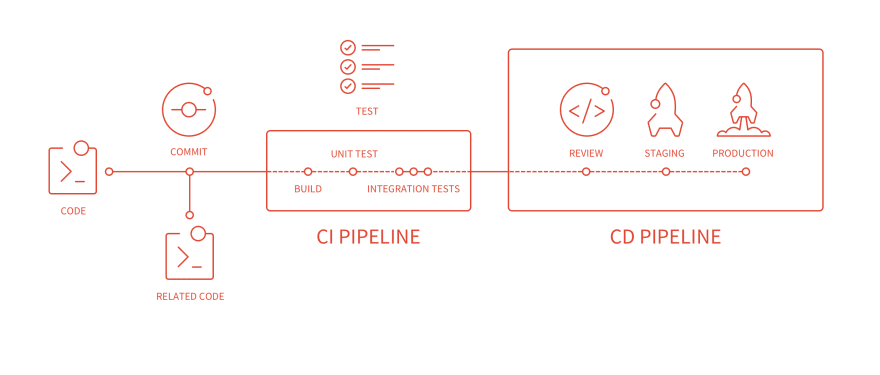 TEST
COMMIT
UNIT TEST
REVIEW
STAGING
PRODUCTION
BUILD
INTEGRATION TESTS
CODE
CI PIPELINE
CD PIPELINE
RELATED CODE